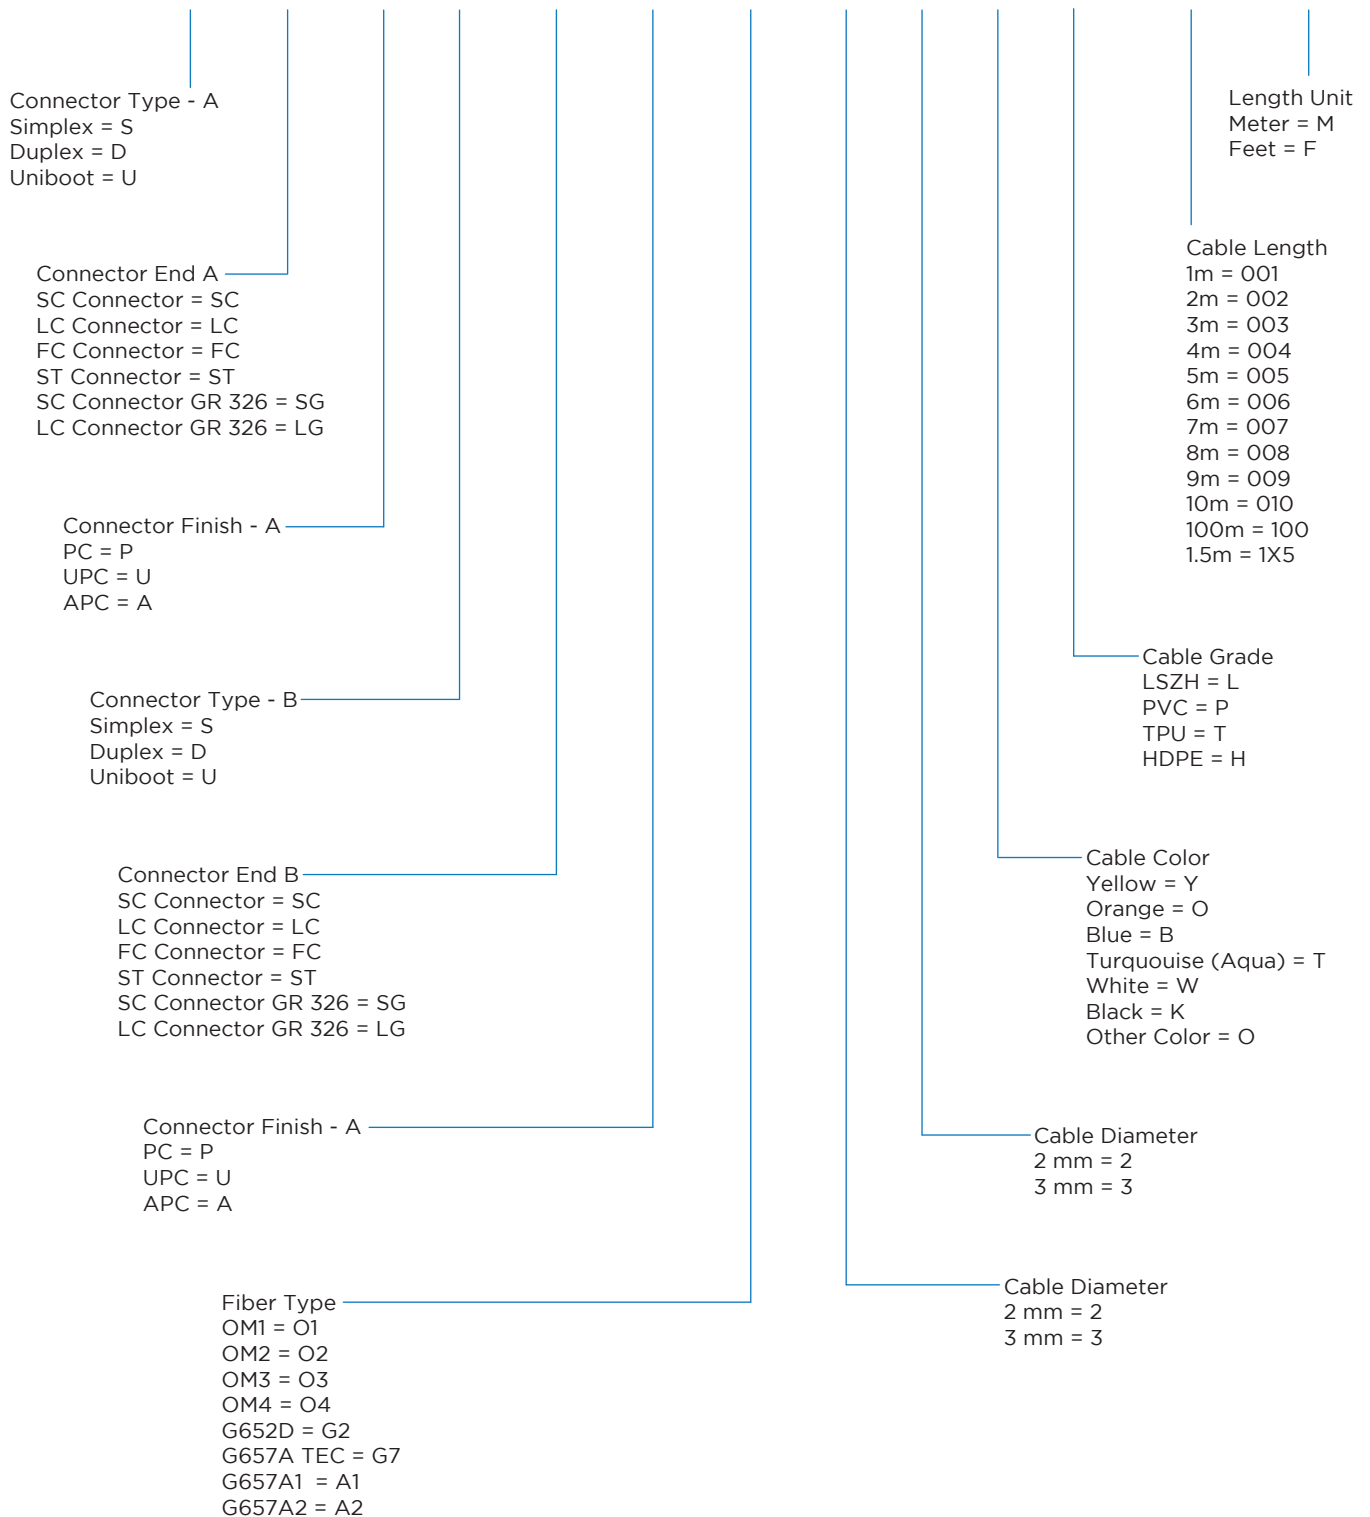 Connector Type - A
Simplex = S
Duplex = D
Uniboot = U
Length Unit
Meter = M
Feet = F
Connector End A
SC Connector = SC
LC Connector = LC
FC Connector = FC
ST Connector = ST
SC Connector GR 326 = SG
LC Connector GR 326 = LG
Cable Length
1m = 001
2m = 002
3m = 003
4m = 004
5m = 005
6m = 006
7m = 007
8m = 008
9m = 009
10m = 010
100m = 100
1.5m = 1X5
Connector Finish - A
PC = P
UPC = U
APC = A
Cable Grade
LSZH = L
PVC = P
TPU = T
HDPE = H
Connector Type - B
Simplex = S
Duplex = D
Uniboot = U
Cable Color
Yellow = Y
Orange = O
Blue = B
Turquouise (Aqua) = T
White = W
Black = K
Other Color = O
Connector End B
SC Connector = SC
LC Connector = LC
FC Connector = FC
ST Connector = ST
SC Connector GR 326 = SG
LC Connector GR 326 = LG
Connector Finish - A
PC = P
UPC = U
APC = A
Cable Diameter
2 mm = 2
3 mm = 3
Cable Diameter
2 mm = 2
3 mm = 3
Fiber Type
OM1 = O1
OM2 = O2
OM3 = O3
OM4 = O4
G652D = G2
G657A TEC = G7
G657A1  = A1
G657A2 = A2